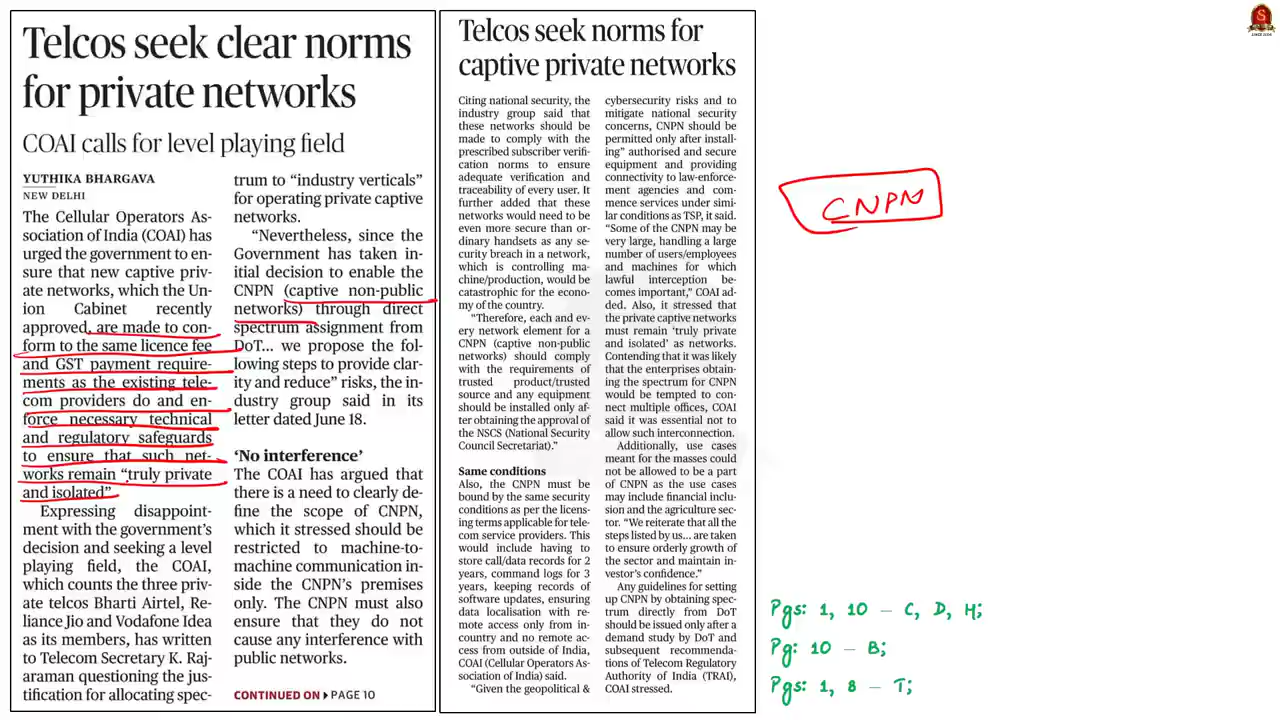 Telcos seek clear norms
for private networks
COAI calls for level playing field
YUTHIKA BHARGAVA
NEW DELHI
The Cellular Operators As-
sociation of India (COAI) has
urged the government to en-
sure that new captive priv-
ate networks, which the Un-
ion Cabinet recently
approved, are made to con-
form to the same licence fee
and GST payment require-
ments as the existing tele-
com providers do and en-
force necessary technical
and regulatory safeguards
to ensure that such net-
works remain “truly private
and isolated”.
Expressing disappoint-
ment with the government’s
decision and seeking a level
playing field, the COAI,
which counts the three priv-
ate telcos Bharti Airtel, Re-
liance Jio and Vodafone Idea
as its members, has written
to Telecom Secretary K. Raj-
araman questioning the jus-
tification for allocating spec-
trum to “industry verticals”
for operating private captive
networks.
“Nevertheless, since the
Government has taken in-
itial decision to enable the
CNPN (captive non-public
networks) through direct
spectrum assignment from
DoT... we propose the fol-
lowing steps to provide clar-
ity and reduce” risks, the in-
dustry group said in its
letter dated June 18.
‘No interference’
The COAI has argued that
there is a need to clearly de-
fine the scope of CNPN,
which it stressed should be
restricted to machine-to-
machine communication in-
side the CNPN’s premises
only. The CNPN must also
ensure that they do not
cause any interference with
public networks.
CONTINUED ON ▶ PAGE 10
Telcos seek norms for
captive private networks
Citing national security, the
industry group said that
these networks should be
made to comply with the
prescribed subscriber verifi-
cation norms to ensure
adequate verification and
traceability of every user. It
further added that these
networks would need to be
even more secure than or-
dinary handsets as any se-
curity breach in a network,
which is controlling ma-
chine/production, would be
catastrophic for the econo-
my of the country.
“Therefore, each and ev-
ery network element for a
CNPN (captive non-public
networks) should comply
with the requirements of
trusted product/trusted
source and any equipment
should be installed only af-
ter obtaining the approval of
the NSCS (National Security
Council Secretariat).”
Same conditions
Also, the CNPN must be
bound by the same security
conditions as per the licens-
ing terms applicable for tele-
com service providers. This
would include having to
store call/data records for 2
years, command logs for 3
years, keeping records of
software updates, ensuring
data localisation with re-
mote access only from in-
country and no remote ac-
cess from outside of India,
COAI (Cellular Operators As-
sociation of India) said.
“Given the geopolitical &
cybersecurity risks and to
mitigate national security
concerns, CNPN should be
permitted only after install-
ing” authorised and secure
equipment and providing
connectivity to law-enforce-
ment agencies and com-
mence services under simi-
lar conditions as TSP, it said.
“Some of the CNPN may be
very large, handling a large
number of users/employees
and machines for which
lawful interception be-
comes important,” COAI ad-
ded. Also, it stressed that
the private captive networks
must remain ‘truly private
and isolated’ as networks.
Contending that it was likely
that the enterprises obtain-
ing the spectrum for CNPN
would be tempted to con-
nect multiple offices, COAI
said it was essential not to
allow such interconnection.
Additionally, use cases
meant for the masses could
not be allowed to be a part
of CNPN as the use cases
may include financial inclu-
sion and the agriculture sec-
tor. “We reiterate that all the
steps listed by us... are taken
to ensure orderly growth of
the sector and maintain in-
vestor’s confidence.”
Any guidelines for setting
up CNPN by obtaining spec-
trum directly from DoT
should be issued only after a
demand study by DoT and
subsequent recommenda-
tions of Telecom Regulatory
Authority of India (TRAI),
COAI stressed.
CNPN
Pgs: 1, 10 – C, D, H;
Pg: 10 – B;
Pgs: 1, 8 – T;